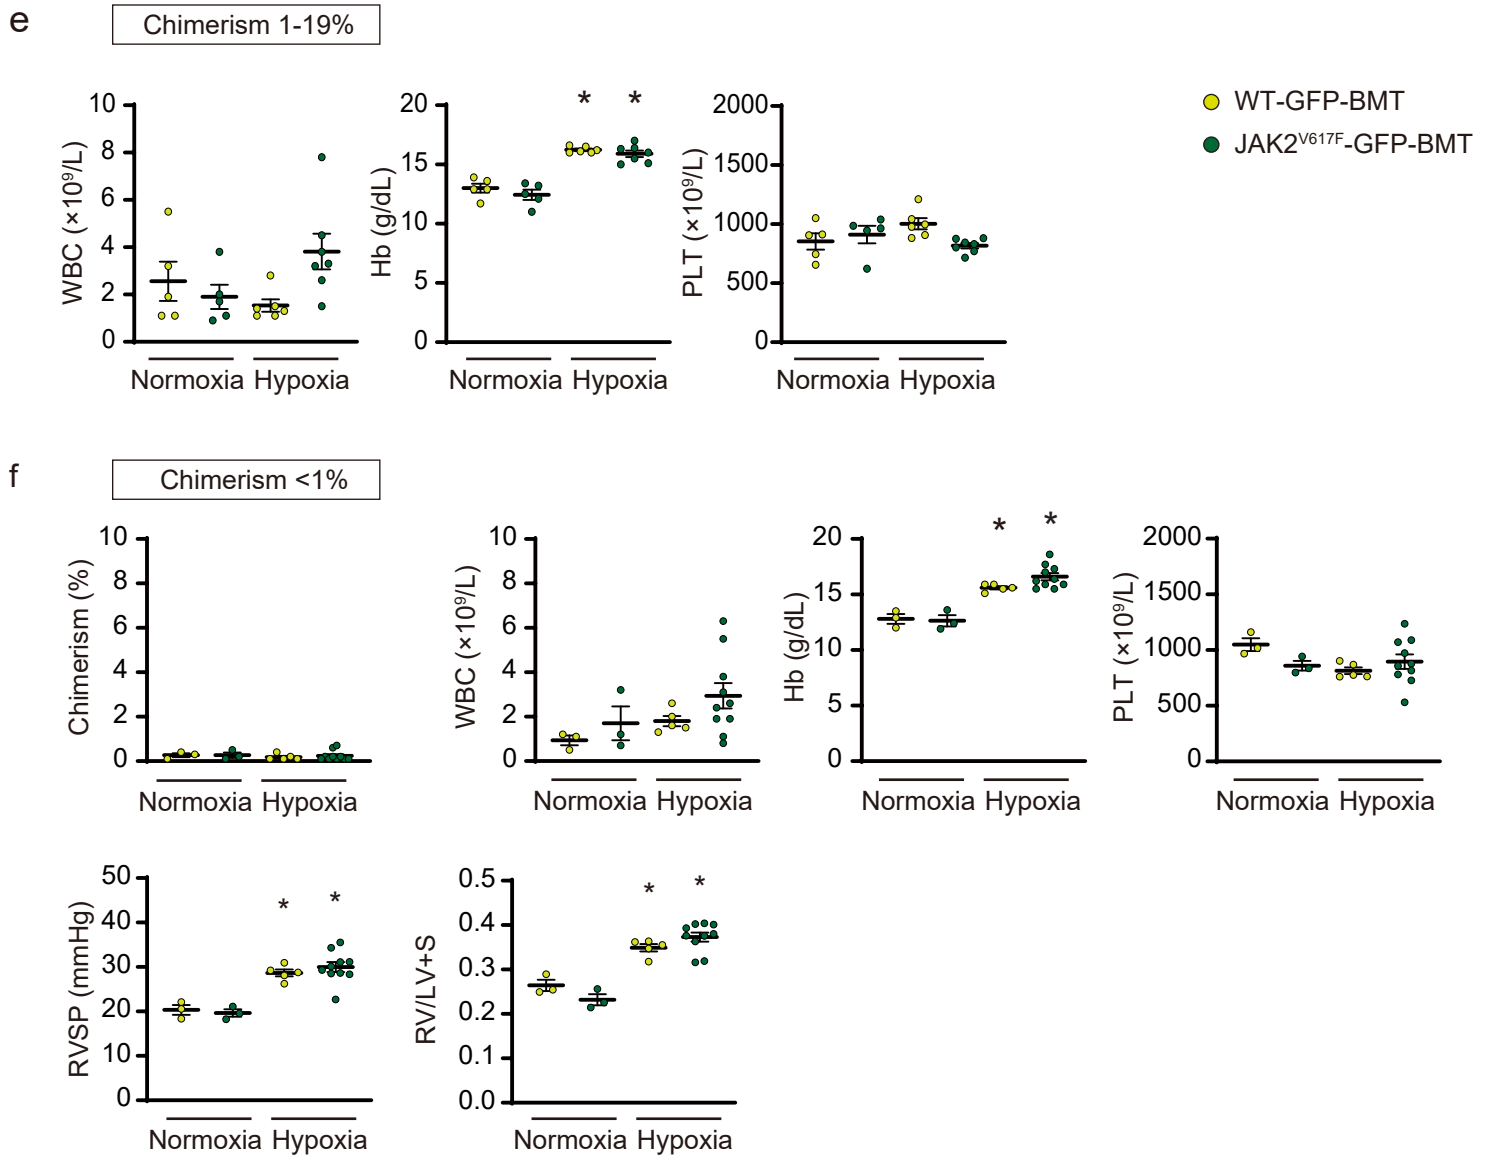 e
Chimerism 1-19%
WT-GFP-BMT
JAK2V617F-GFP-BMT
WBC (×10⁹/L)
10
8
6
4
2
0
Normoxia Hypoxia
Hb (g/dL)
20
15
10
5
0
* *
Normoxia Hypoxia
PLT (×10⁹/L)
2000
1500
1000
500
0
Normoxia Hypoxia
f
Chimerism <1%
Chimerism (%)
10
8
6
4
2
0
Normoxia Hypoxia
WBC (×10⁹/L)
10
8
6
4
2
0
Normoxia Hypoxia
Hb (g/dL)
20
15
10
5
0
* *
Normoxia Hypoxia
PLT (×10⁹/L)
2000
1500
1000
500
0
Normoxia Hypoxia
RVSP (mmHg)
50
40
30
20
10
0
* *
Normoxia Hypoxia
RV/LV+S
0.5
0.4
0.3
0.2
0.1
0.0
* *
Normoxia Hypoxia